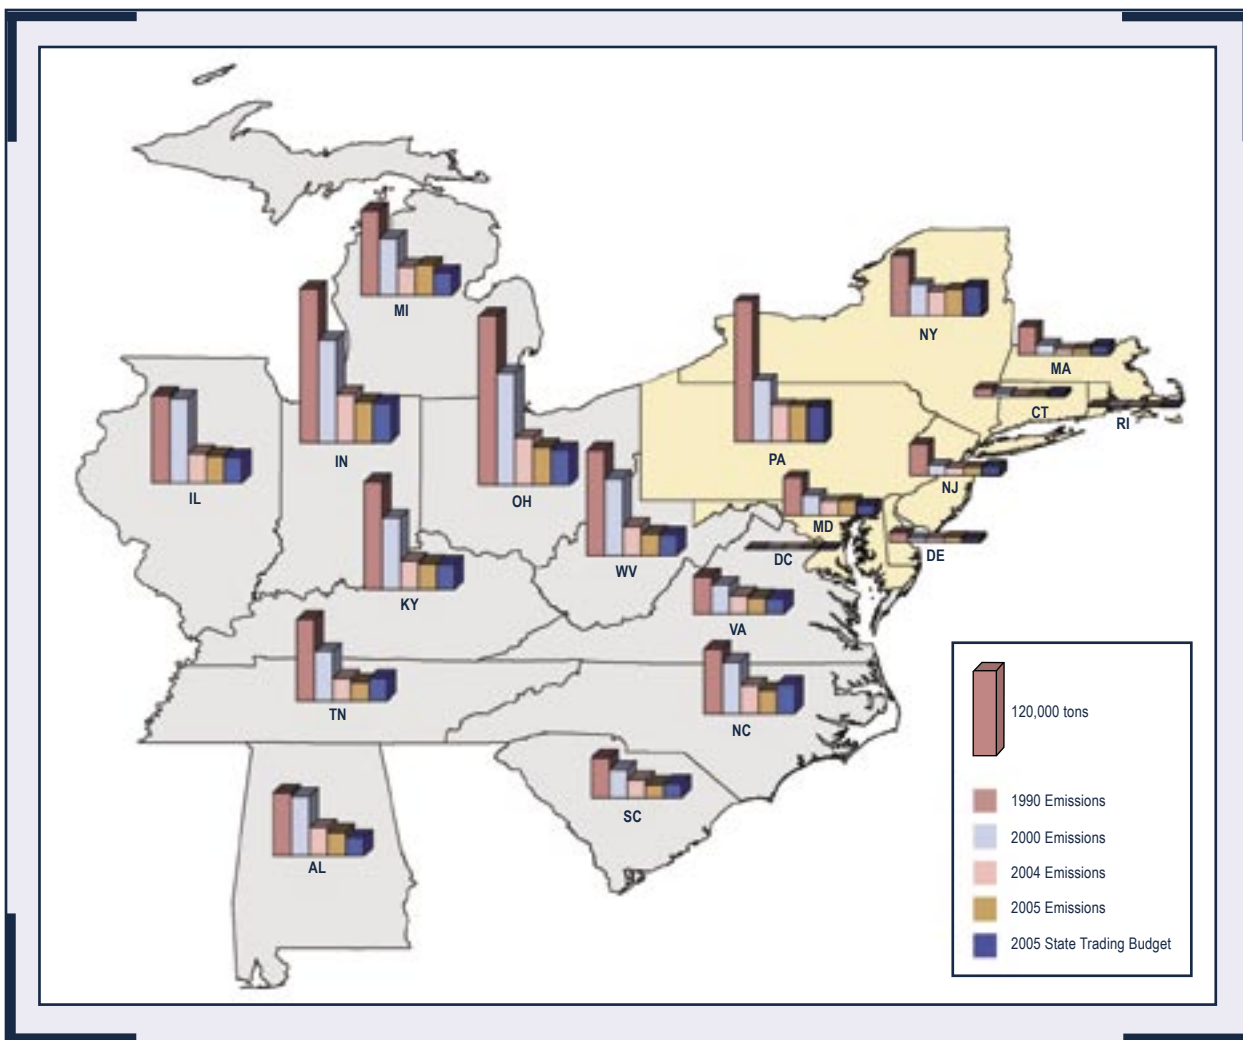 MI
NY
MA
CT
RI
IN
PA
IL
OH
NJ
MD
DE
DC
WV
KY
VA
TN
NC
SC
AL
120,000 tons
1990 Emissions
2000 Emissions
2004 Emissions
2005 Emissions
2005 State Trading Budget